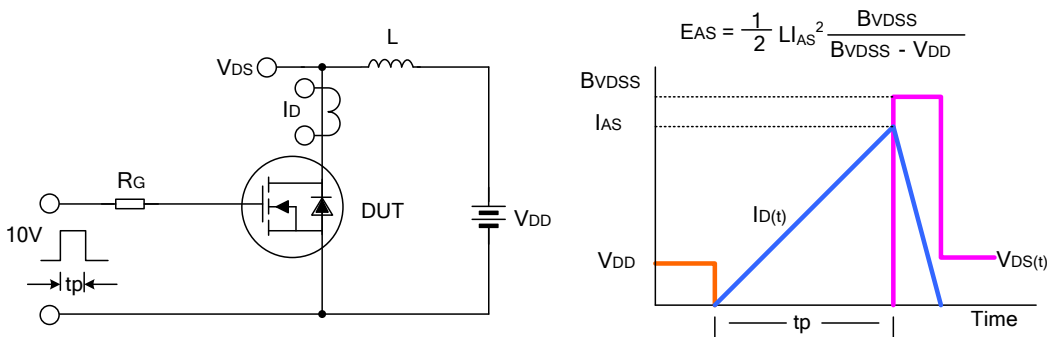 L
VDS
ID
RG
DUT
10V
VDD
tp
EAS = 1/2 LIAS² BVDSS / (BVDSS - VDD)
BVDSS
IAS
ID(t)
VDD
VDS(t)
tp
Time